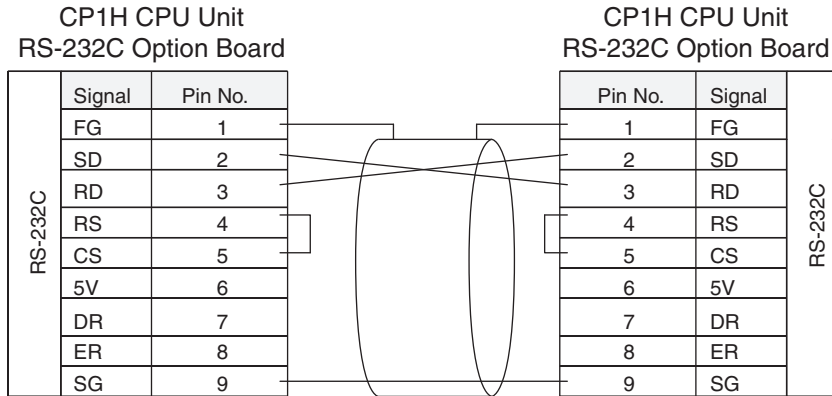 CP1H CPU Unit
RS-232C Option Board
CP1H CPU Unit
RS-232C Option Board
RS-232C
Signal Pin No.
FG 1
SD 2
RD 3
RS 4
CS 5
5V 6
DR 7
ER 8
SG 9
Pin No. Signal
1 FG
2 SD
3 RD
4 RS
5 CS
6 5V
7 DR
8 ER
9 SG
RS-232C